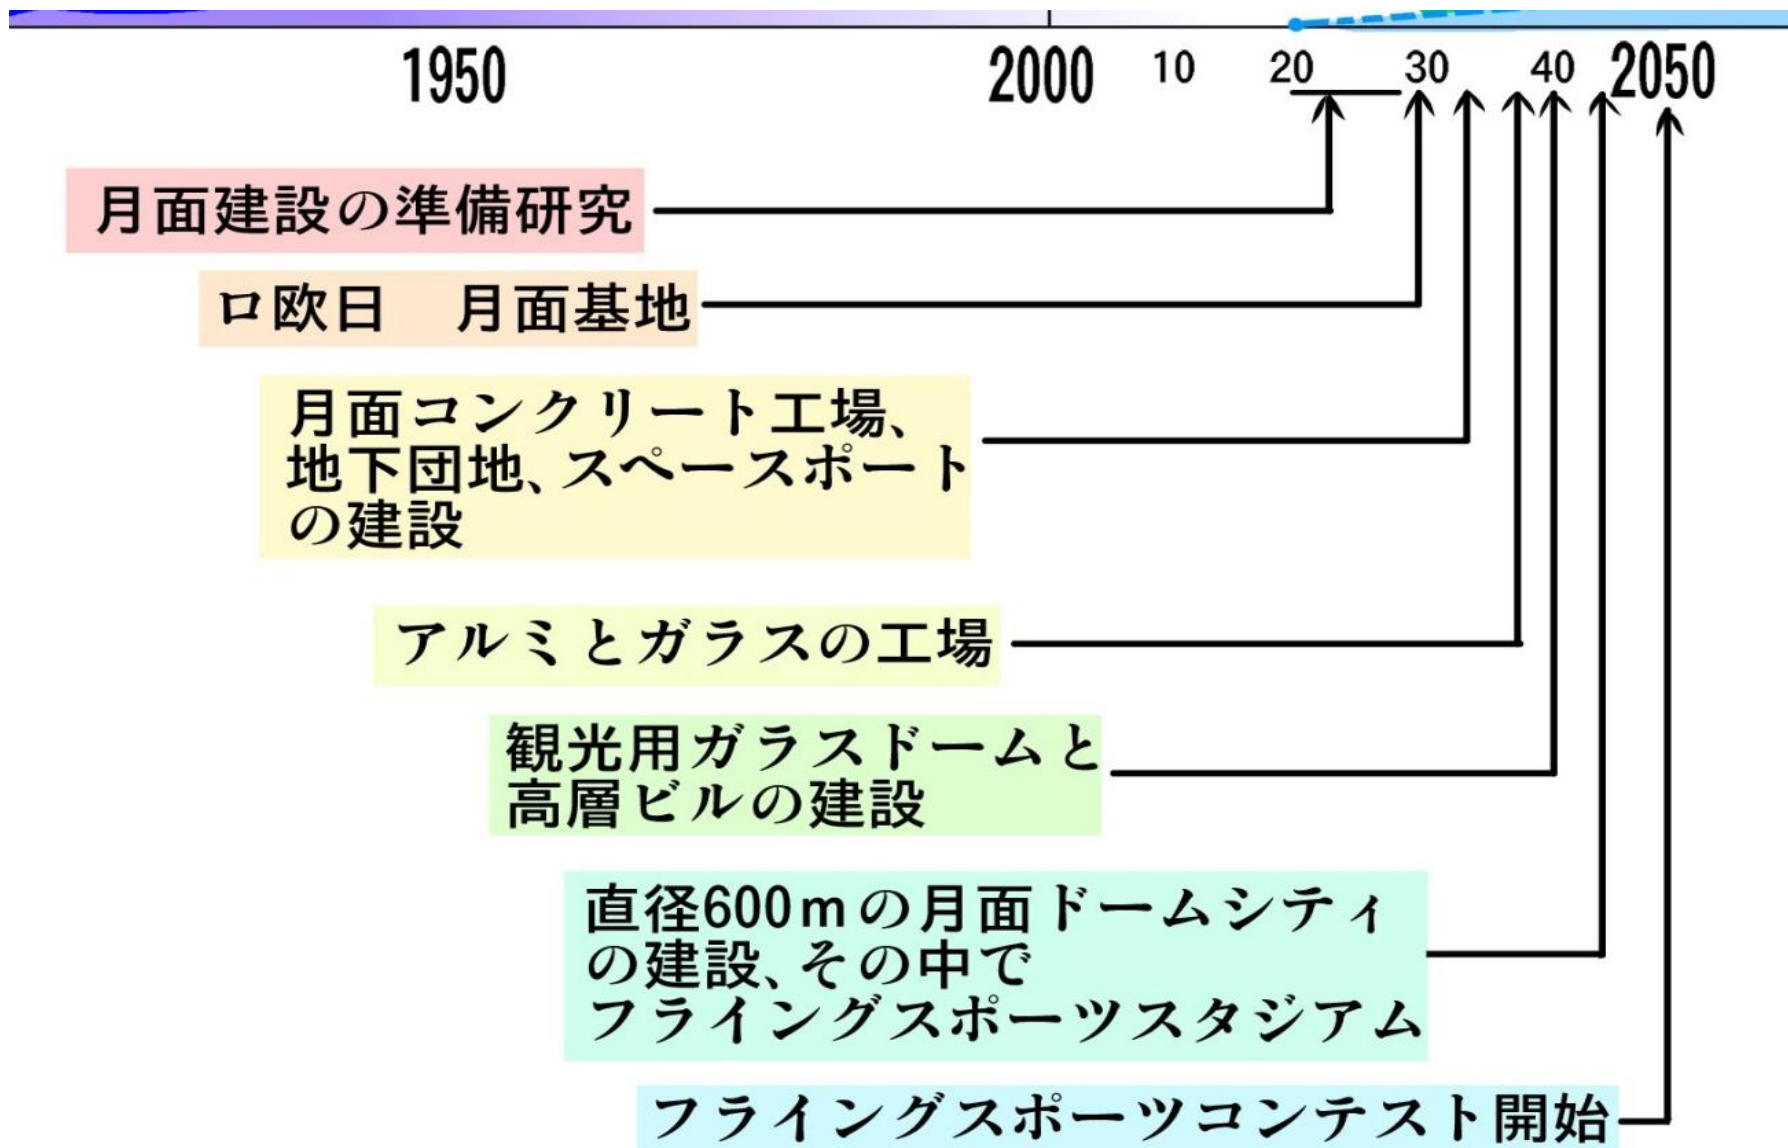 1950 2000 10 20 30 40 2050
月面建設の準備研究
ロ欧日　月面基地
月面コンクリート工場、
地下団地、スペースポート
の建設
アルミとガラスの工場
観光用ガラスドームと
高層ビルの建設
直径600mの月面ドームシティ
の建設、その中で
フライングスポーツスタジアム
フライングスポーツコンテスト開始